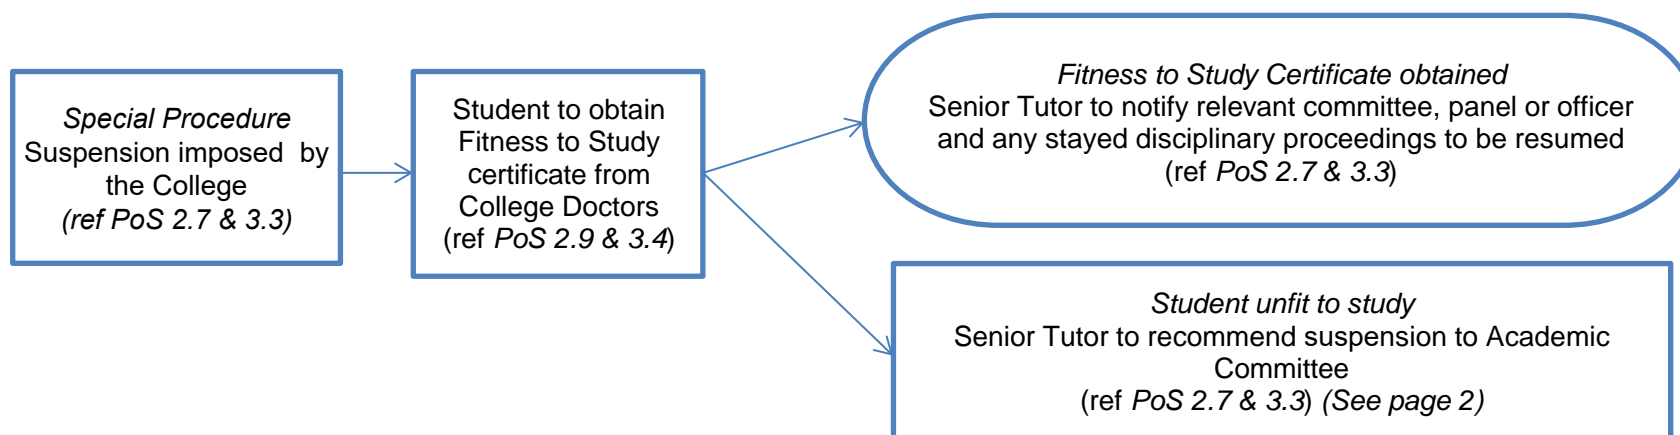 Special Procedure
Suspension imposed by
the College
(ref PoS 2.7 & 3.3)
Student to obtain
Fitness to Study
certificate from
College Doctors
(ref PoS 2.9 & 3.4)
Fitness to Study Certificate obtained
Senior Tutor to notify relevant committee, panel or officer
and any stayed disciplinary proceedings to be resumed
(ref PoS 2.7 & 3.3)
Student unfit to study
Senior Tutor to recommend suspension to Academic
Committee
(ref PoS 2.7 & 3.3) (See page 2)